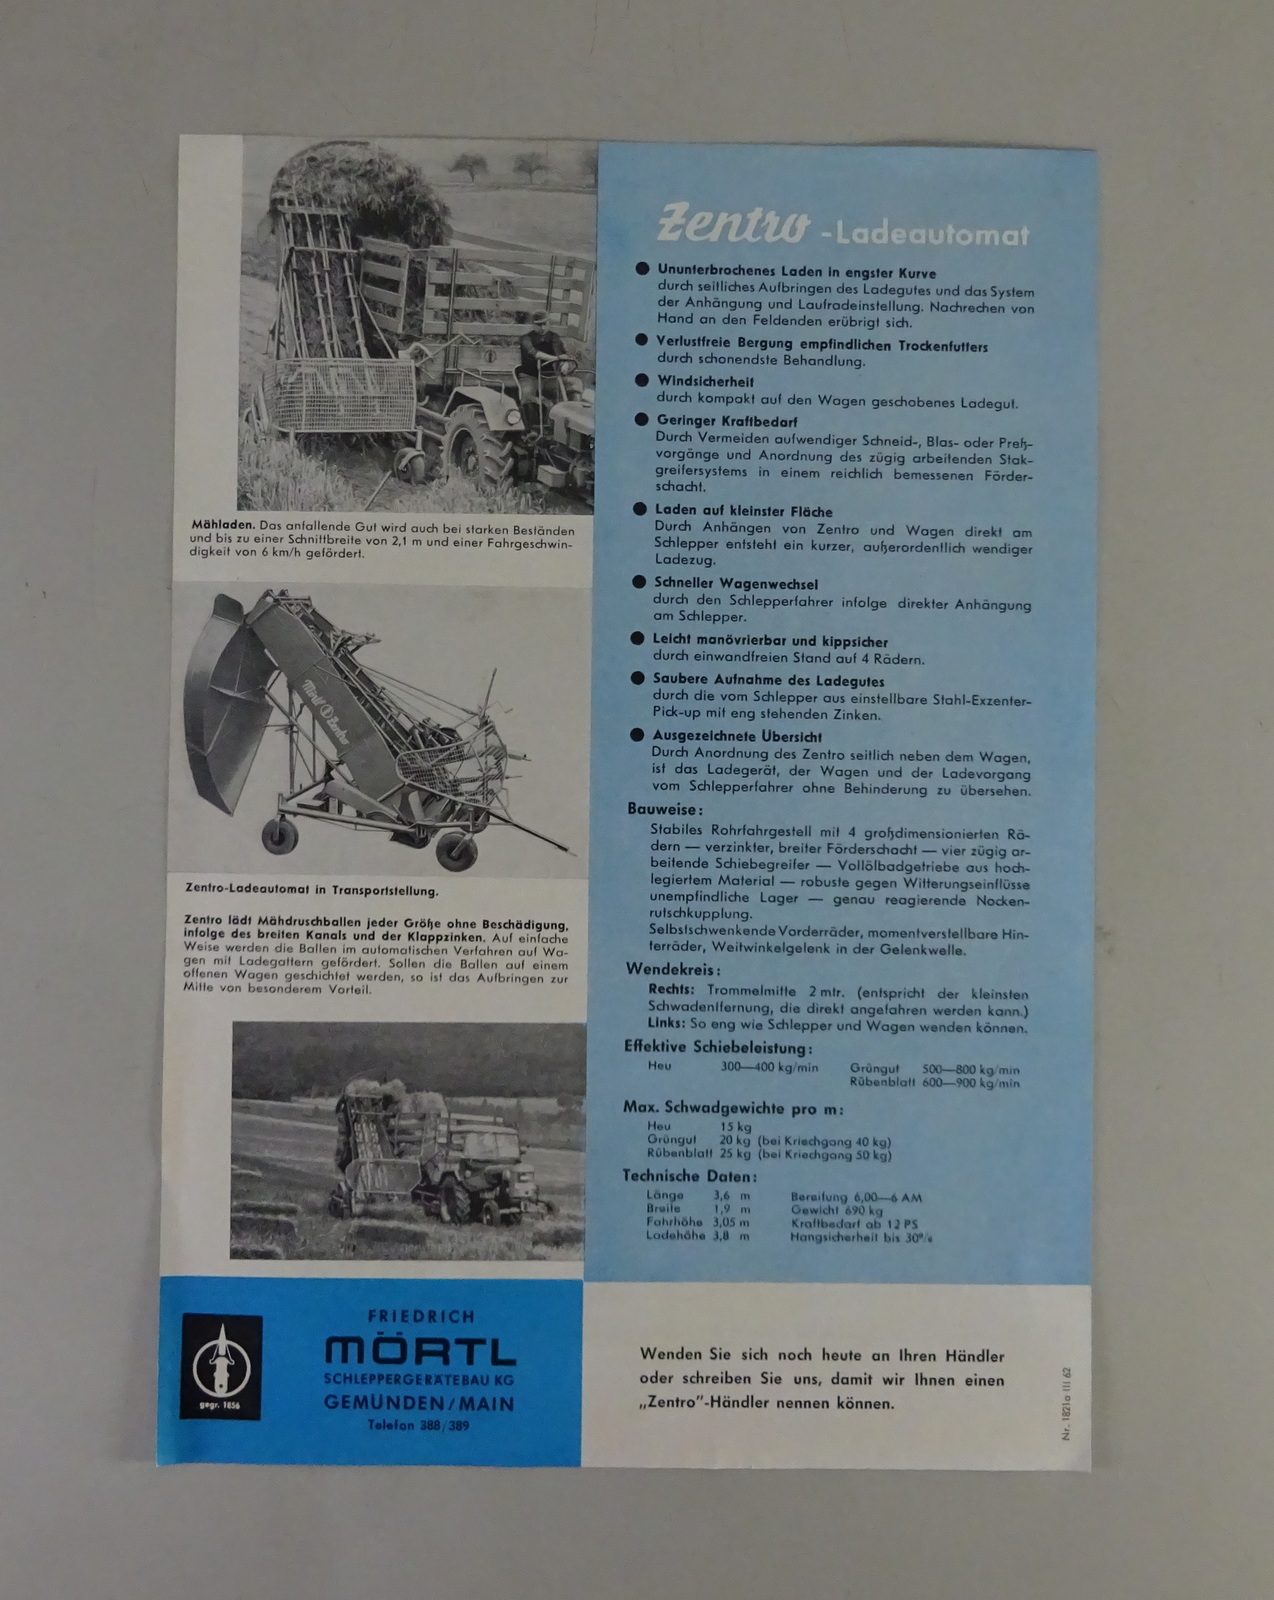 Mähladen. Das anfallende Gut wird auch bei starken Beständen
und bis zu einer Schnittbreite von 2,1 m und einer Fahrgeschwin-
digkeit von 6 km/h gefördert.
Mörtl Zentro
Zentro-Ladeautomat in Transportstellung.
Zentro lädt Mähdruschballen jeder Größe ohne Beschädigung,
infolge des breiten Kanals und der Klappzinken. Auf einfache
Weise werden die Ballen im automatischen Verfahren auf Wa-
gen mit Ladegattern gefördert. Sollen die Ballen auf einem
offenen Wagen geschichtet werden, so ist das Aufbringen zur
Mitte von besonderem Vorteil.
gegr. 1856
FRIEDRICH
MÖRTL
SCHLEPPERGERÄTEBAU KG
GEMÜNDEN/MAIN
Telefon 388/389
Zentro -Ladeautomat
● Ununterbrochenes Laden in engster Kurve
durch seitliches Aufbringen des Ladegutes und das System
der Anhängung und Laufradeinstellung. Nachrechen von
Hand an den Feldenden erübrigt sich.
● Verlustfreie Bergung empfindlichen Trockenfutters
durch schonendste Behandlung.
● Windsicherheit
durch kompakt auf den Wagen geschobenes Ladegut.
● Geringer Kraftbedarf
Durch Vermeiden aufwendiger Schneid-, Blas- oder Preß-
vorgänge und Anordnung des zügig arbeitenden Stak-
greifersystems in einem reichlich bemessenen Förder-
schacht.
● Laden auf kleinster Fläche
Durch Anhängen von Zentro und Wagen direkt am
Schlepper entsteht ein kurzer, außerordentlich wendiger
Ladezug.
● Schneller Wagenwechsel
durch den Schlepperfahrer infolge direkter Anhängung
am Schlepper.
● Leicht manövrierbar und kippsicher
durch einwandfreien Stand auf 4 Rädern.
● Saubere Aufnahme des Ladegutes
durch die vom Schlepper aus einstellbare Stahl-Exzenter-
Pick-up mit eng stehenden Zinken.
● Ausgezeichnete Übersicht
Durch Anordnung des Zentro seitlich neben dem Wagen,
ist das Ladegerät, der Wagen und der Ladevorgang
vom Schlepperfahrer ohne Behinderung zu übersehen.
Bauweise:
Stabiles Rohrfahrgestell mit 4 großdimensionierten Rä-
dern — verzinkter, breiter Förderschacht — vier zügig ar-
beitende Schiebegreifer — Vollölbadgetriebe aus hoch-
legiertem Material — robuste gegen Witterungseinflüsse
unempfindliche Lager — genau reagierende Nocken-
rutschkupplung.
Selbstschwenkende Vorderräder, momentverstellbare Hin-
terräder, Weitwinkelgelenk in der Gelenkwelle.
Wendekreis:
Rechts: Trommelmitte 2 mtr. (entspricht der kleinsten
Schwadentfernung, die direkt angefahren werden kann.)
Links: So eng wie Schlepper und Wagen wenden können.
Effektive Schiebeleistung:
Heu 300—400 kg/min Grüngut 500—800 kg/min
Rübenblatt 600—900 kg/min
Max. Schwadgewichte pro m:
Heu 15 kg
Grüngut 20 kg (bei Kriechgang 40 kg)
Rübenblatt 25 kg (bei Kriechgang 50 kg)
Technische Daten:
Länge 3,6 m Bereifung 6,00—6 AM
Breite 1,9 m Gewicht 690 kg
Fahrhöhe 3,05 m Kraftbedarf ab 12 PS
Ladehöhe 3,8 m Hangsicherheit bis 30%
Wenden Sie sich noch heute an Ihren Händler
oder schreiben Sie uns, damit wir Ihnen einen
„Zentro"-Händler nennen können.
Nr. 1821a III 62